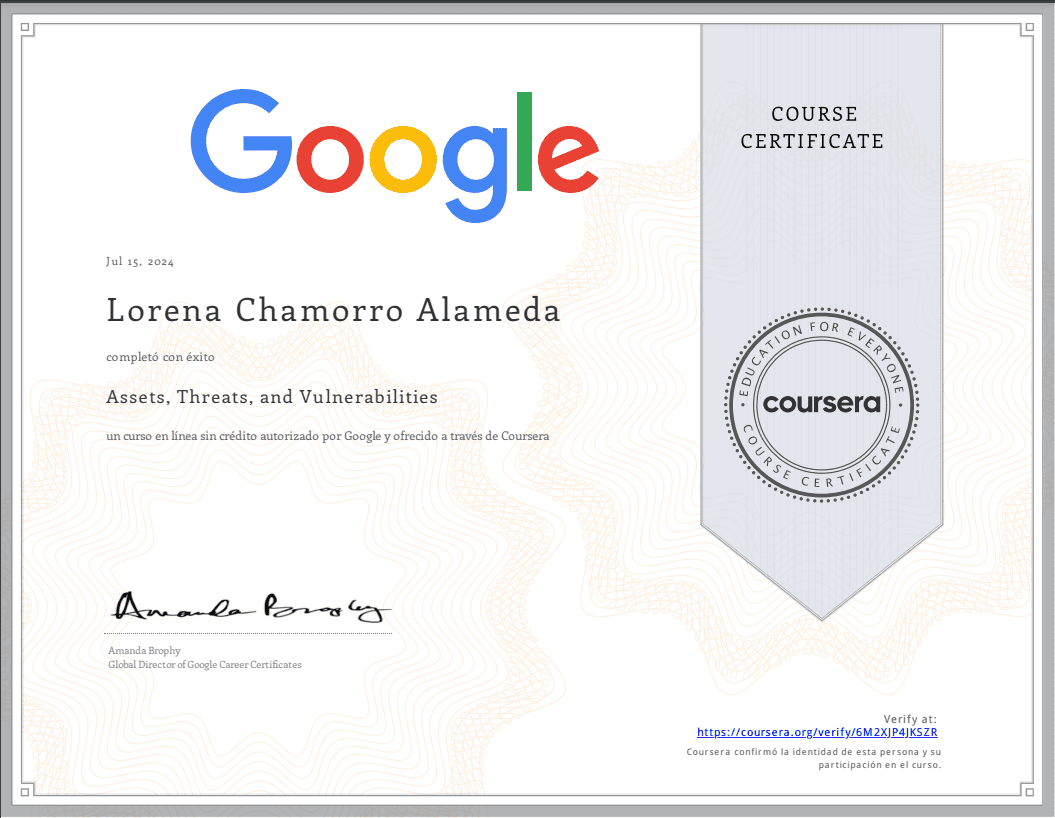 Google
COURSE
CERTIFICATE
Jul 15, 2024
Lorena Chamorro Alameda
completó con éxito
Assets, Threats, and Vulnerabilities
un curso en línea sin crédito autorizado por Google y ofrecido a través de Coursera
EDUCATION FOR EVERYONE
coursera
COURSE CERTIFICATE
Amanda Brophy
Amanda Brophy
Global Director of Google Career Certificates
Verify at:
https://coursera.org/verify/6M2XJP4JKSZR
Coursera confirmó la identidad de esta persona y su
participación en el curso.